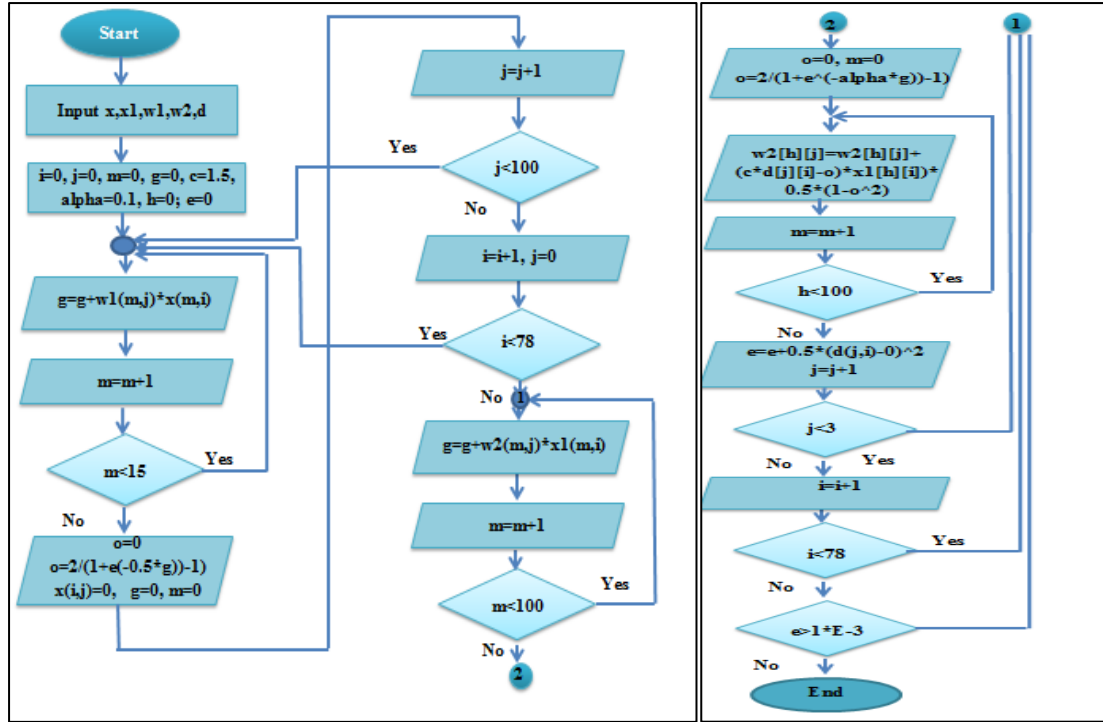 Start
Input x,x1,w1,w2,d
i=0, j=0, m=0, g=0, c=1.5,
alpha=0.1, h=0; e=0
g=g+w1(m,j)*x(m,i)
m=m+1
m<15
Yes
No
o=0
o=2/(1+e(-0.5*g))-1)
x(i,j)=0, g=0, m=0
j=j+1
j<100
Yes
No
i=i+1, j=0
i<78
Yes
No
1
g=g+w2(m,j)*x1(m,i)
m=m+1
m<100
Yes
No
2
2
1
o=0, m=0
o=2/(1+e^(-alpha*g))-1)
w2[h][j]=w2[h][j]+
(c*d[j][i]-o)*x1[h][i])*
0.5*(1-o^2)
m=m+1
h<100
Yes
No
e=e+0.5*(d(j,i)-0)^2
j=j+1
j<3
No
Yes
i=i+1
i<78
Yes
No
e>1*E-3
No
End